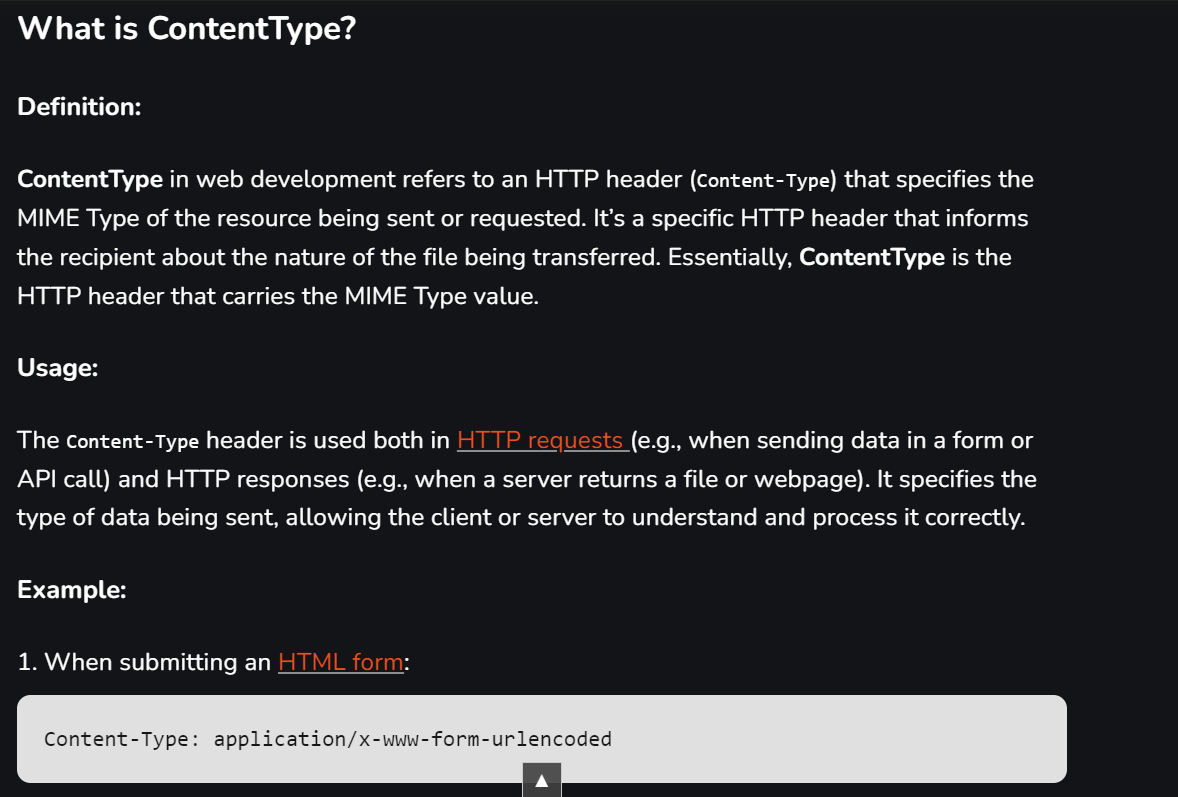 What is ContentType?
Definition:
ContentType in web development refers to an HTTP header (Content-Type) that specifies the
MIME Type of the resource being sent or requested. It’s a specific HTTP header that informs
the recipient about the nature of the file being transferred. Essentially, ContentType is the
HTTP header that carries the MIME Type value.
Usage:
The Content-Type header is used both in HTTP requests (e.g., when sending data in a form or
API call) and HTTP responses (e.g., when a server returns a file or webpage). It specifies the
type of data being sent, allowing the client or server to understand and process it correctly.
Example:
1. When submitting an HTML form:
Content-Type: application/x-www-form-urlencoded